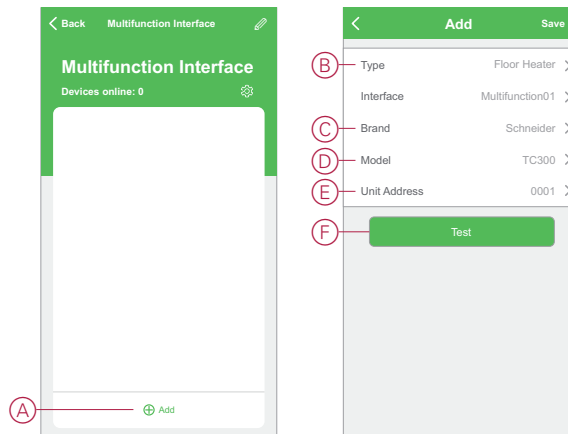 Back Multifunction Interface
Multifunction Interface
Devices online: 0
A
Add
Add Save
B Type Floor Heater
Interface Multifunction01
C Brand Schneider
D Model TC300
E Unit Address 0001
F Test